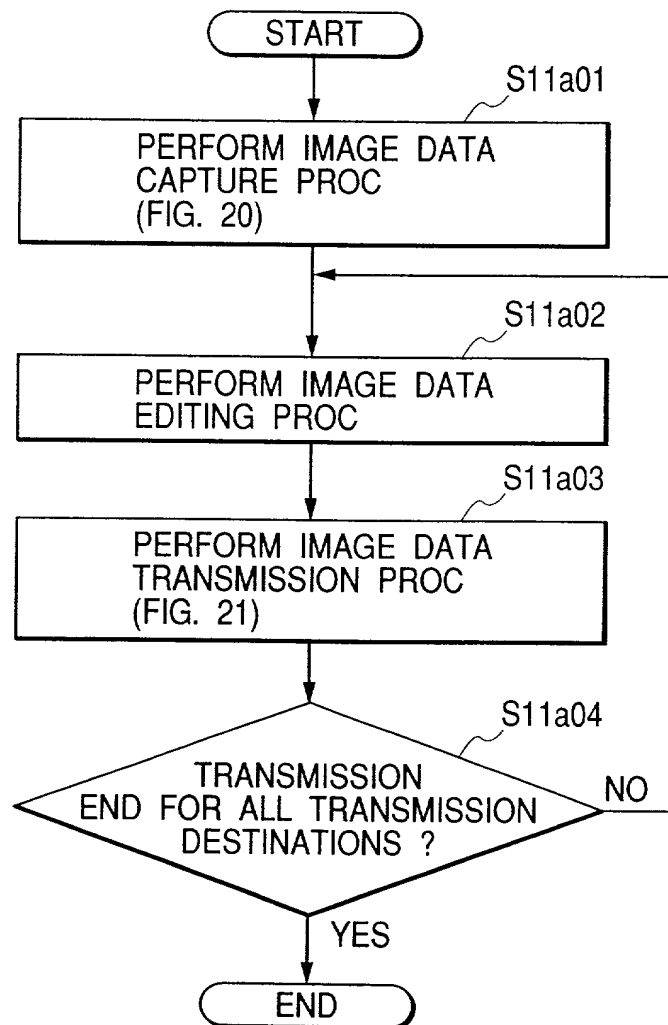 START
S11a01
PERFORM IMAGE DATA
CAPTURE PROC
(FIG. 20)
S11a02
PERFORM IMAGE DATA
EDITING PROC
S11a03
PERFORM IMAGE DATA
TRANSMISSION PROC
(FIG. 21)
S11a04
TRANSMISSION
END FOR ALL TRANSMISSION
DESTINATIONS ?
NO
YES
END